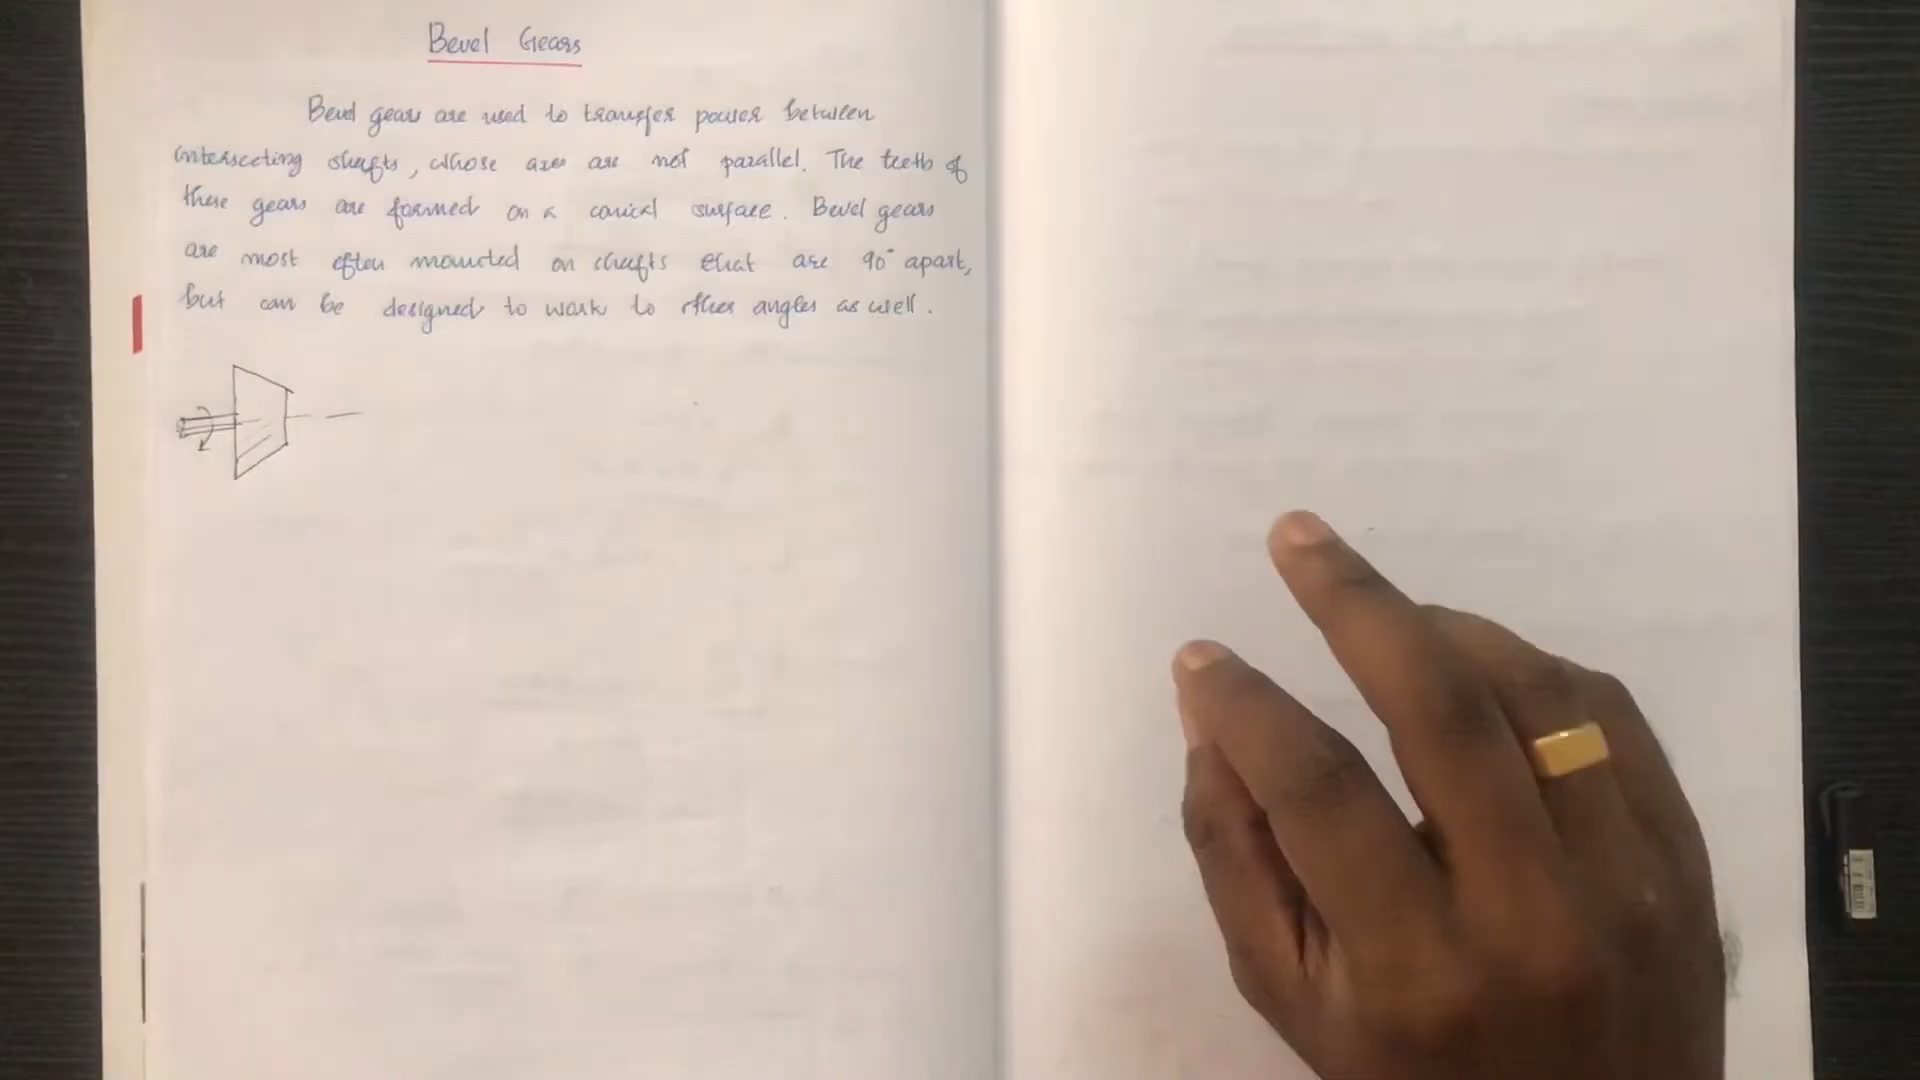 Bevel Gears
Bevel gears are used to transfer power between
intersecting shafts, whose axes are not parallel. The teeth of
these gears are formed on a conical surface. Bevel gears
are most often mounted on shafts that are 90° apart,
but can be designed to work to other angles as well.